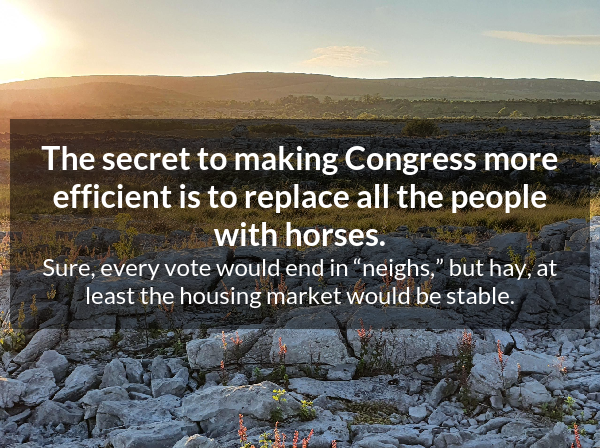 The secret to making Congress more
efficient is to replace all the people
with horses.
Sure, every vote would end in “neighs,” but hay, at
least the housing market would be stable.